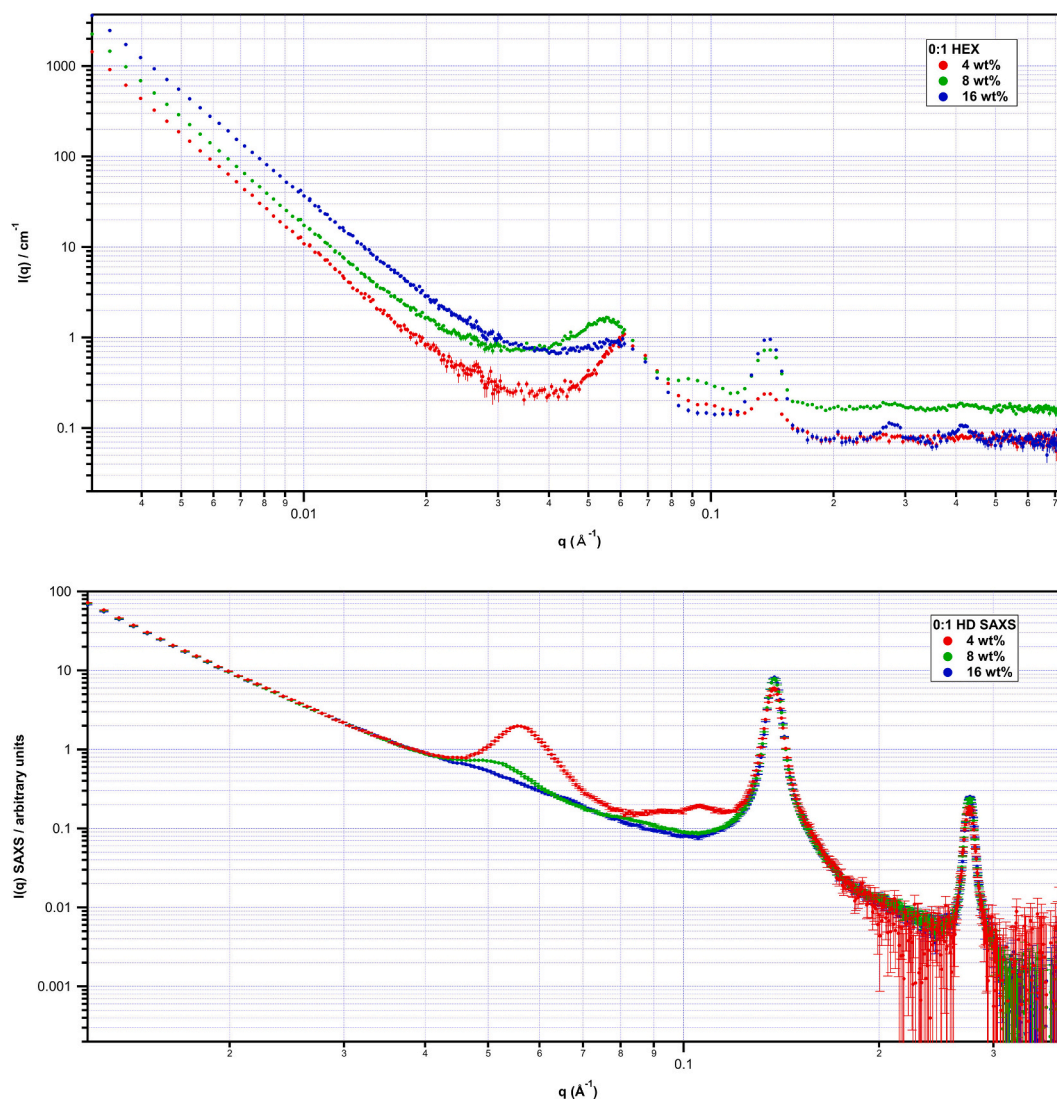 1000
100
10
1
0.1
I(q) / cm⁻¹
0:1 HEX
4 wt%
8 wt%
16 wt%
4 5 6 7 8 9 0.01 2 3 4 5 6 7 8 9 0.1 2 3 4 5 6 7
q (Å⁻¹)
100
10
1
0.1
0.01
0.001
I(q) SAXS / arbitrary units
0:1 HD SAXS
4 wt%
8 wt%
16 wt%
2 3 4 5 6 7 8 9 0.1 2 3
q (Å⁻¹)